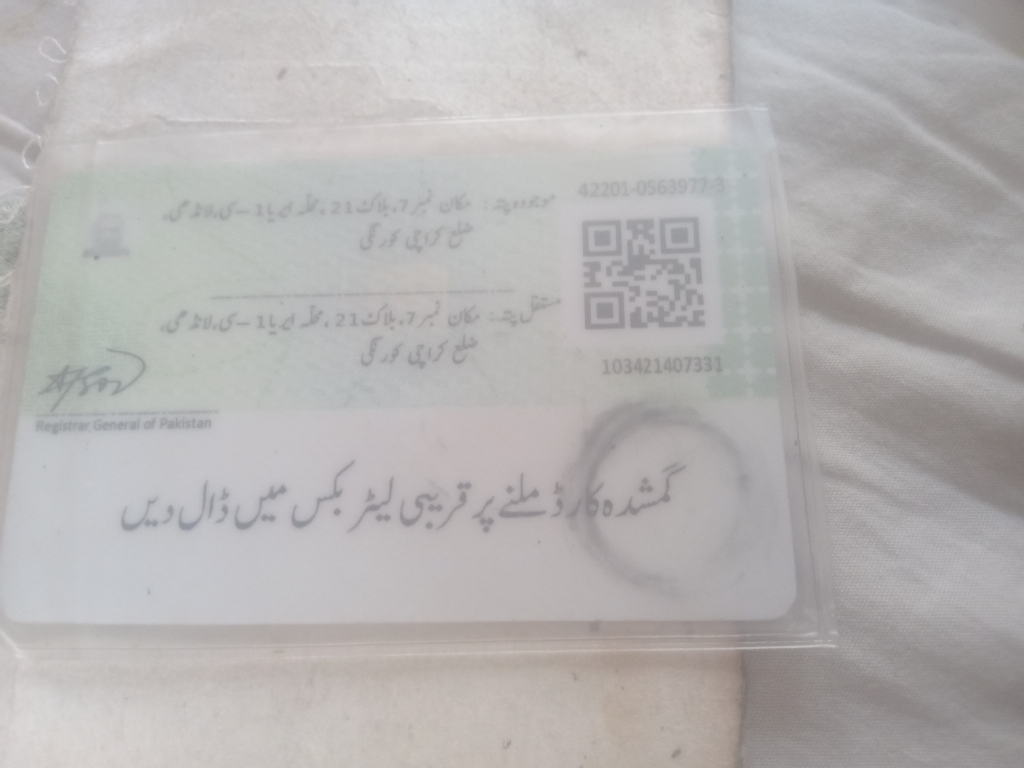 42201-0563977-3
موجودہ پتہ: مکان نمبر 7، بلاک 21، محلہ ایریا 1 - سی، لانڈھی،
ضلع کراچی کورنگی
مستقل پتہ: مکان نمبر 7، بلاک 21، محلہ ایریا 1 - سی، لانڈھی،
ضلع کراچی کورنگی
103421407331
Registrar General of Pakistan
گمشدہ کارڈ ملنے پر قریبی لیٹر بکس میں ڈال دیں